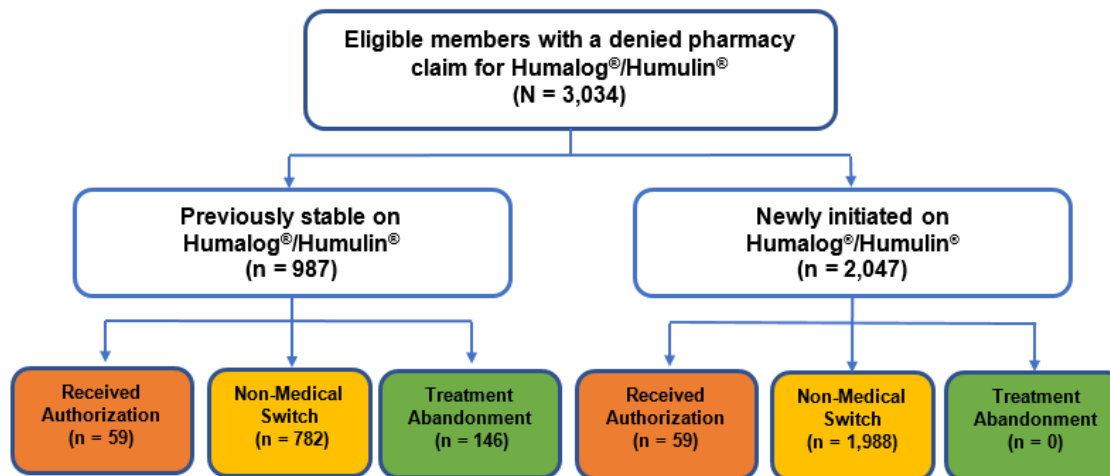 Eligible members with a denied pharmacy
claim for Humalog®/Humulin®
(N = 3,034)
Previously stable on
Humalog®/Humulin®
(n = 987)
Newly initiated on
Humalog®/Humulin®
(n = 2,047)
Received
Authorization
(n = 59)
Non-Medical
Switch
(n = 782)
Treatment
Abandonment
(n = 146)
Received
Authorization
(n = 59)
Non-Medical
Switch
(n = 1,988)
Treatment
Abandonment
(n = 0)